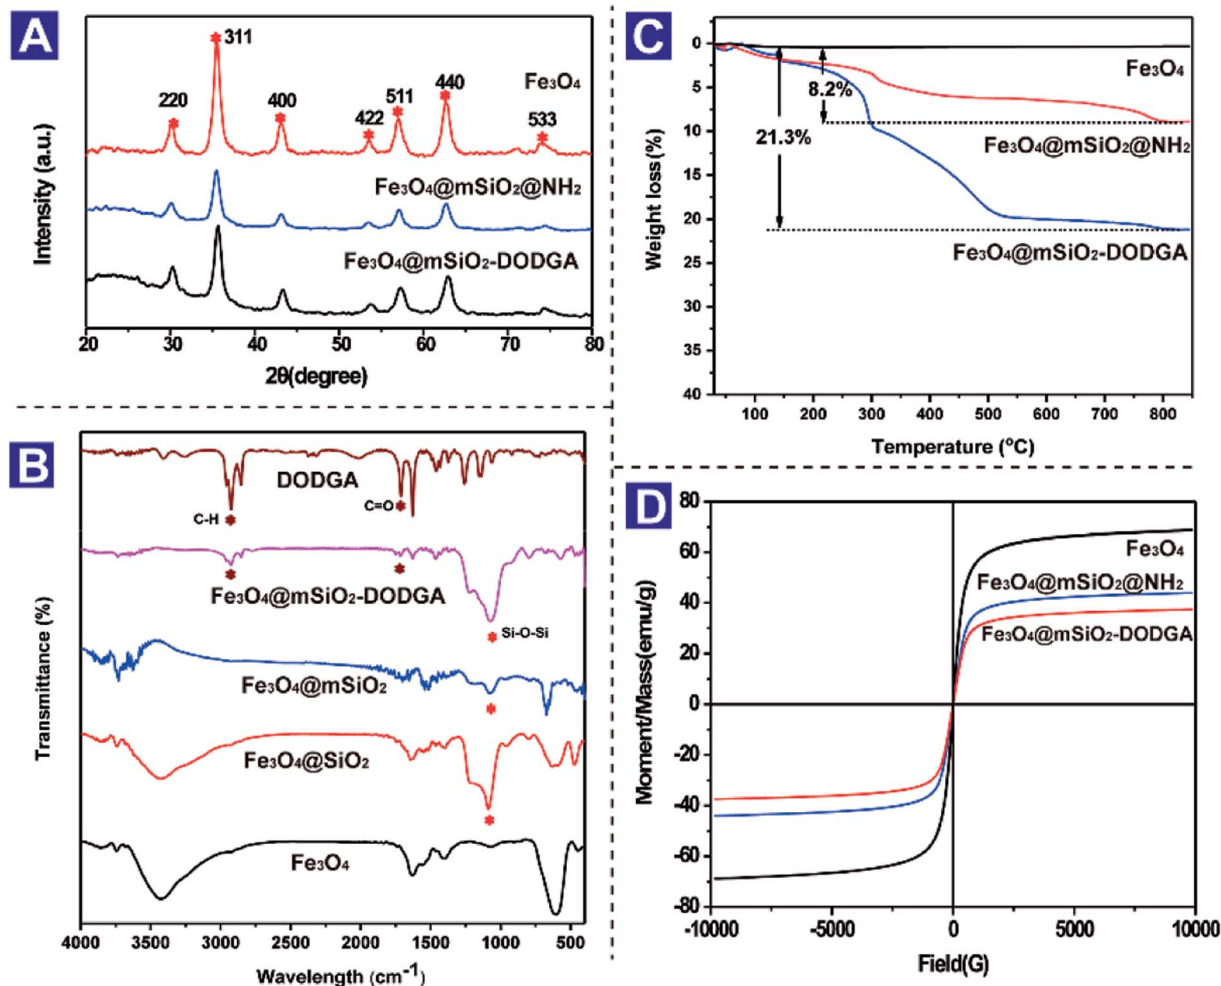 A
311
Fe₃O₄
220
400
422
511
440
533
Fe₃O₄@mSiO₂@NH₂
Fe₃O₄@mSiO₂-DODGA
Intensity (a.u.)
20 30 40 50 60 70 80
2θ(degree)
B
DODGA
C-H
C=O
Fe₃O₄@mSiO₂-DODGA
Si-O-Si
Fe₃O₄@mSiO₂
Fe₃O₄@SiO₂
Fe₃O₄
Transmittance (%)
4000 3500 3000 2500 2000 1500 1000 500
Wavelength (cm⁻¹)
C
0
5
10
15
20
25
30
35
40
Fe₃O₄
8.2%
21.3%
Fe₃O₄@mSiO₂@NH₂
Fe₃O₄@mSiO₂-DODGA
Weight loss(%)
100 200 300 400 500 600 700 800
Temperature (°C)
D
80
60
40
20
0
-20
-40
-60
-80
Fe₃O₄
Fe₃O₄@mSiO₂@NH₂
Fe₃O₄@mSiO₂-DODGA
Moment/Mass(emu/g)
-10000 -5000 0 5000 10000
Field(G)